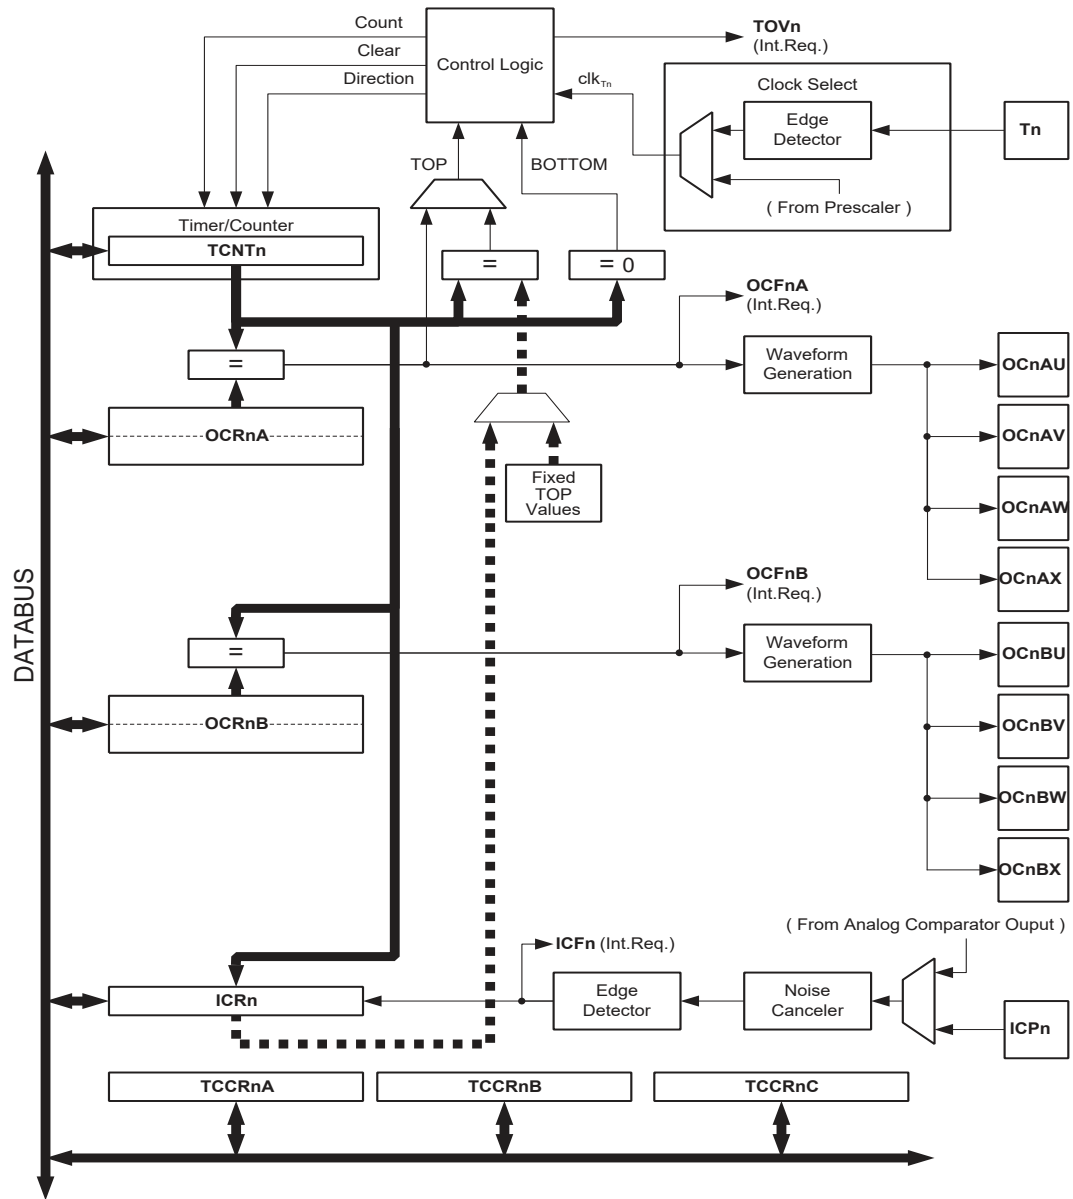 Count
Clear
Direction
Control Logic
TOVn
(Int.Req.)
clkTn
Clock Select
Edge
Detector
Tn
( From Prescaler )
TOP
BOTTOM
Timer/Counter
TCNTn
=
= 0
OCFnA
(Int.Req.)
=
Waveform
Generation
OCnAU
OCRnA
OCnAV
Fixed
TOP
Values
OCnAW
OCnAX
DATABUS
OCFnB
(Int.Req.)
=
Waveform
Generation
OCnBU
OCRnB
OCnBV
OCnBW
OCnBX
( From Analog Comparator Ouput )
ICFn (Int.Req.)
ICRn
Edge
Detector
Noise
Canceler
ICPn
TCCRnA
TCCRnB
TCCRnC